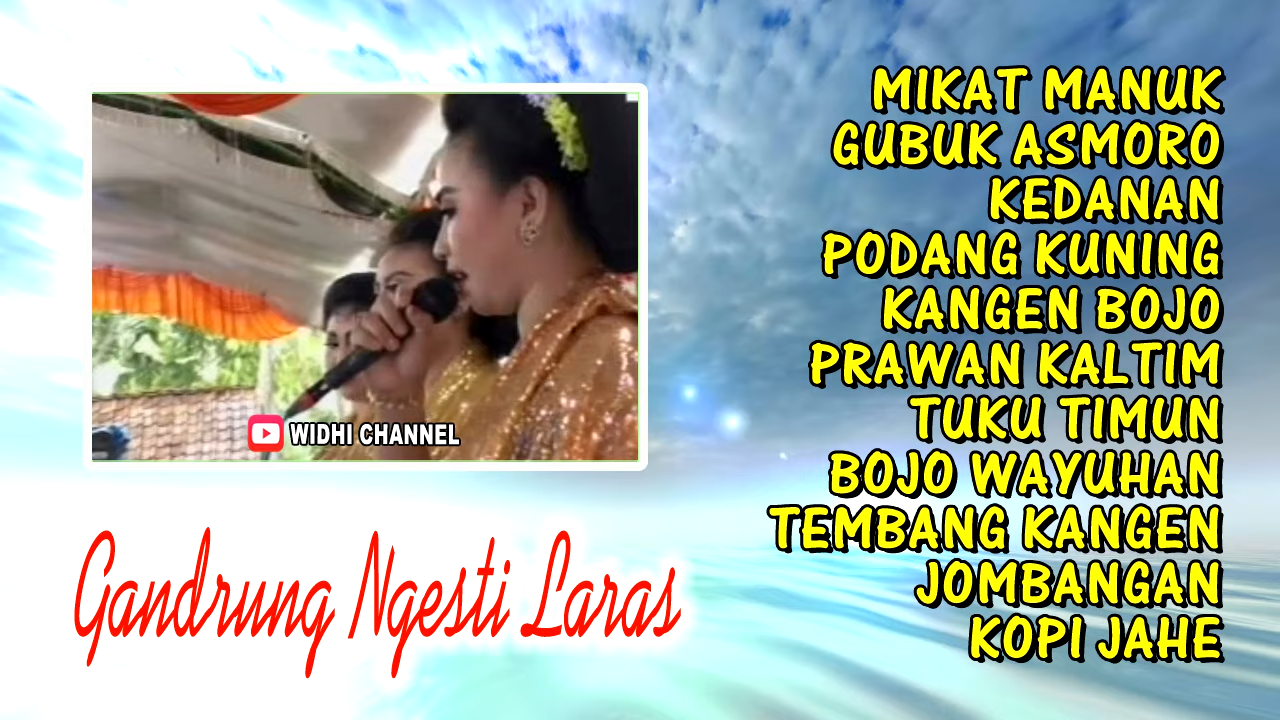 WIDHI CHANNEL
Gandrung Ngesti Laras
MIKAT MANUK
GUBUK ASMORO
KEDANAN
PODANG KUNING
KANGEN BOJO
PRAWAN KALTIM
TUKU TIMUN
BOJO WAYUHAN
TEMBANG KANGEN
JOMBANGAN
KOPI JAHE